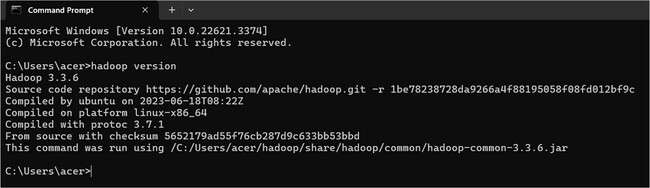 Command Prompt
Microsoft Windows [Version 10.0.22621.3374]
(c) Microsoft Corporation. All rights reserved.
C:\Users\acer>hadoop version
Hadoop 3.3.6
Source code repository https://github.com/apache/hadoop.git -r 1be78238728da9266a4f88195058f08fd012bf9c
Compiled by ubuntu on 2023-06-18T08:22Z
Compiled on platform linux-x86_64
Compiled with protoc 3.7.1
From source with checksum 5652179ad55f76cb287d9c633bb53bbd
This command was run using /C:/Users/acer/hadoop/share/hadoop/common/hadoop-common-3.3.6.jar
C:\Users\acer>